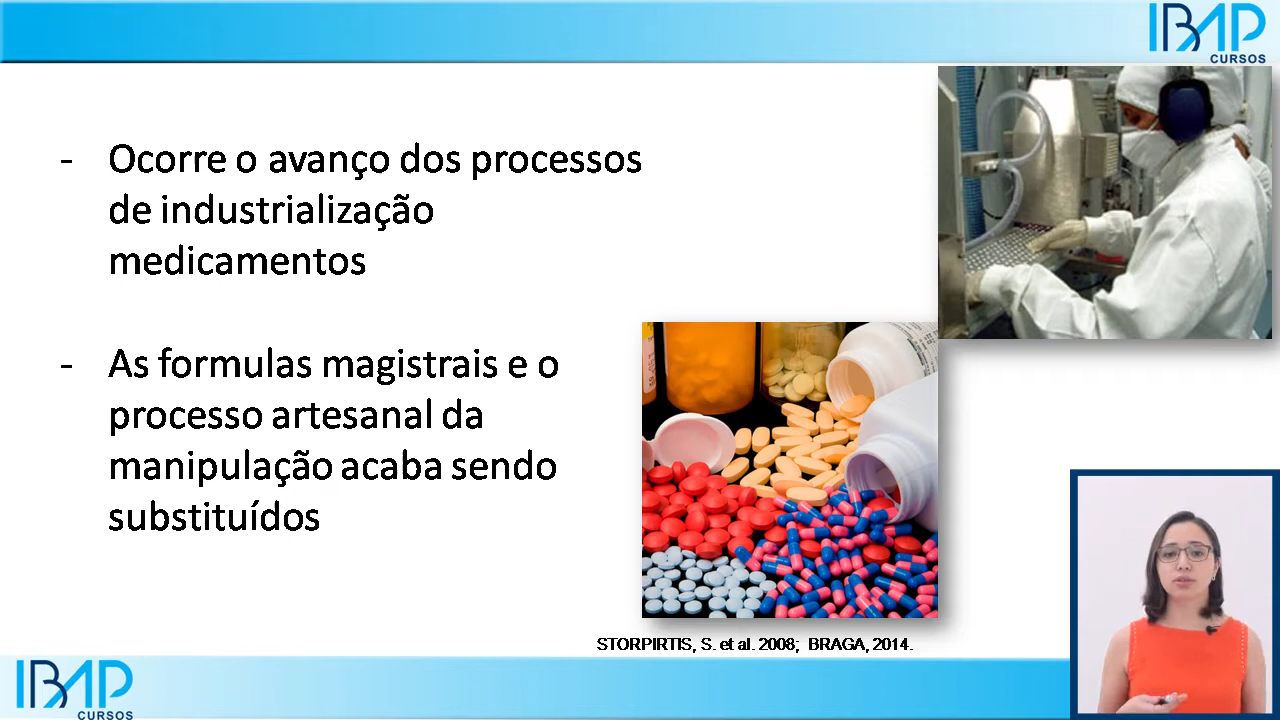 IBAP
CURSOS
- Ocorre o avanço dos processos
de industrialização
medicamentos
- As formulas magistrais e o
processo artesanal da
manipulação acaba sendo
substituídos
STORPIRTIS, S. et al. 2008; BRAGA, 2014.
IBAP
CURSOS